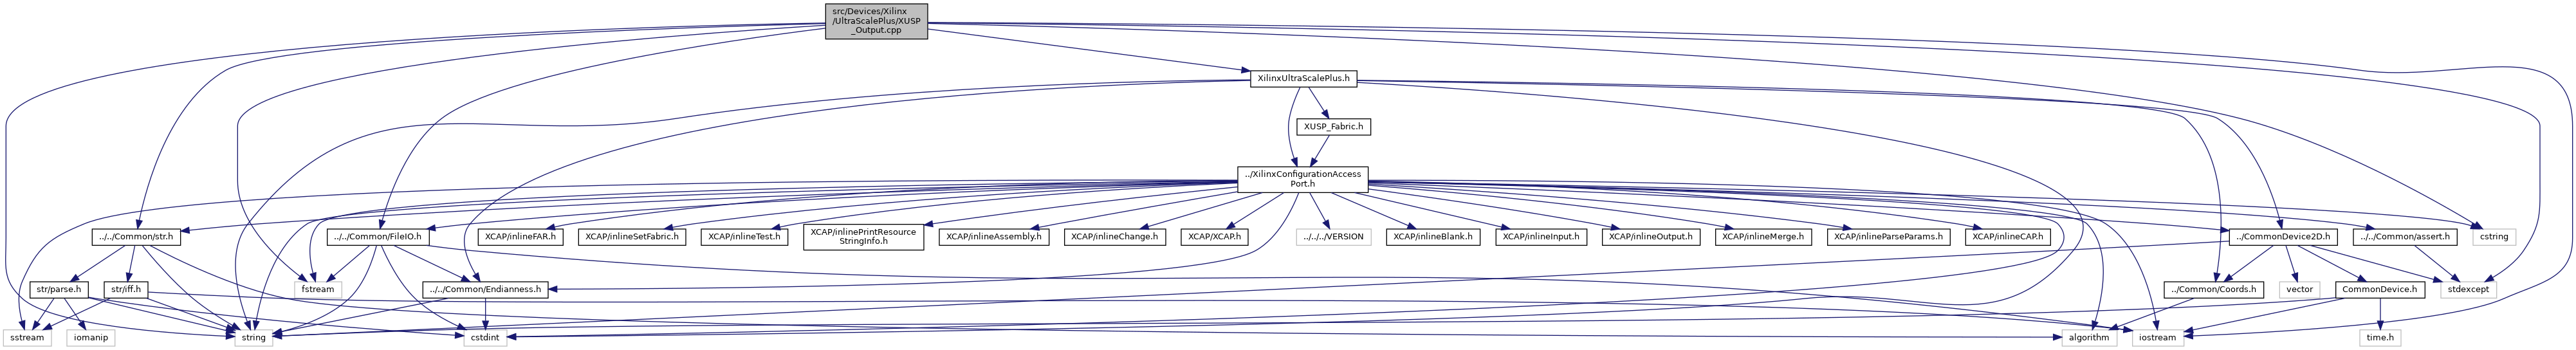 src/Devices/Xilinx
/UltraScalePlus/XUSP
_Output.cpp
XilinxUltraScalePlus.h
XUSP_Fabric.h
../XilinxConfigurationAccess
Port.h
../../Common/str.h
../../Common/FileIO.h
XCAP/inlineFAR.h
XCAP/inlineSetFabric.h
XCAP/inlineTest.h
XCAP/inlinePrintResource
StringInfo.h
XCAP/inlineAssembly.h
XCAP/inlineChange.h
XCAP/XCAP.h
../../../VERSION
XCAP/inlineBlank.h
XCAP/inlineInput.h
XCAP/inlineOutput.h
XCAP/inlineMerge.h
XCAP/inlineParseParams.h
XCAP/inlineCAP.h
../CommonDevice2D.h
../../Common/assert.h
cstring
str/parse.h
str/iff.h
fstream
../../Common/Endianness.h
../Common/Coords.h
vector
CommonDevice.h
stdexcept
sstream
iomanip
string
cstdint
algorithm
iostream
time.h